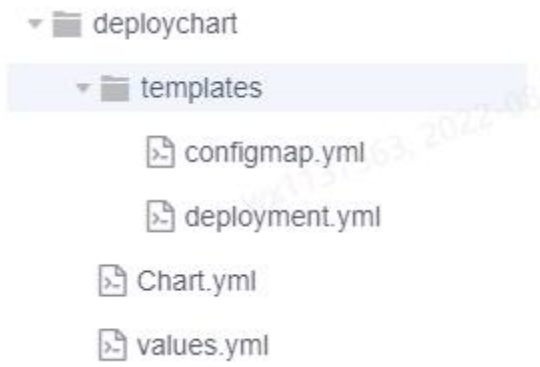 deploychart
templates
configmap.yml
deployment.yml
Chart.yml
values.yml